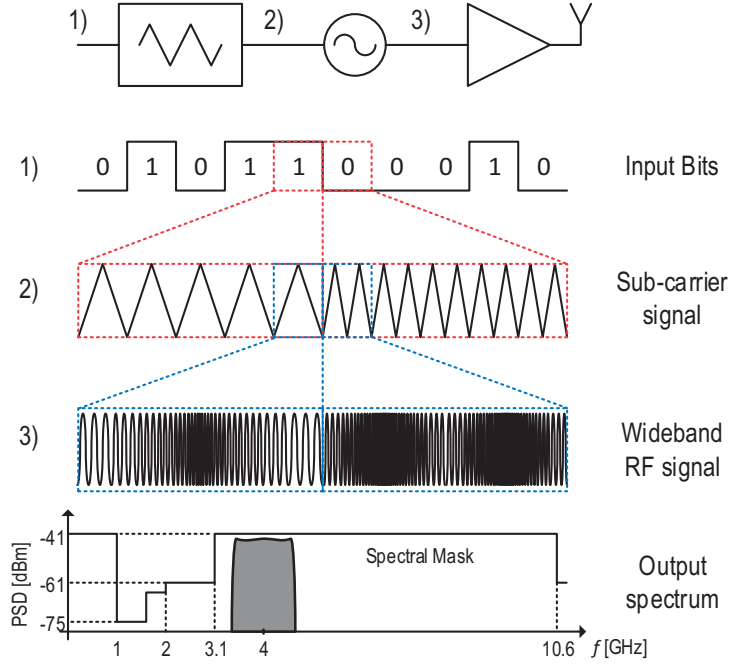 1) 2) 3)
1) 0 1 0 1 1 0 0 0 1 0 Input Bits
2) Sub-carrier
signal
3) Wideband
RF signal
PSD [dBm]
-41
-61
-75
Spectral Mask
Output
spectrum
1 2 3.1 4 10.6 f [GHz]